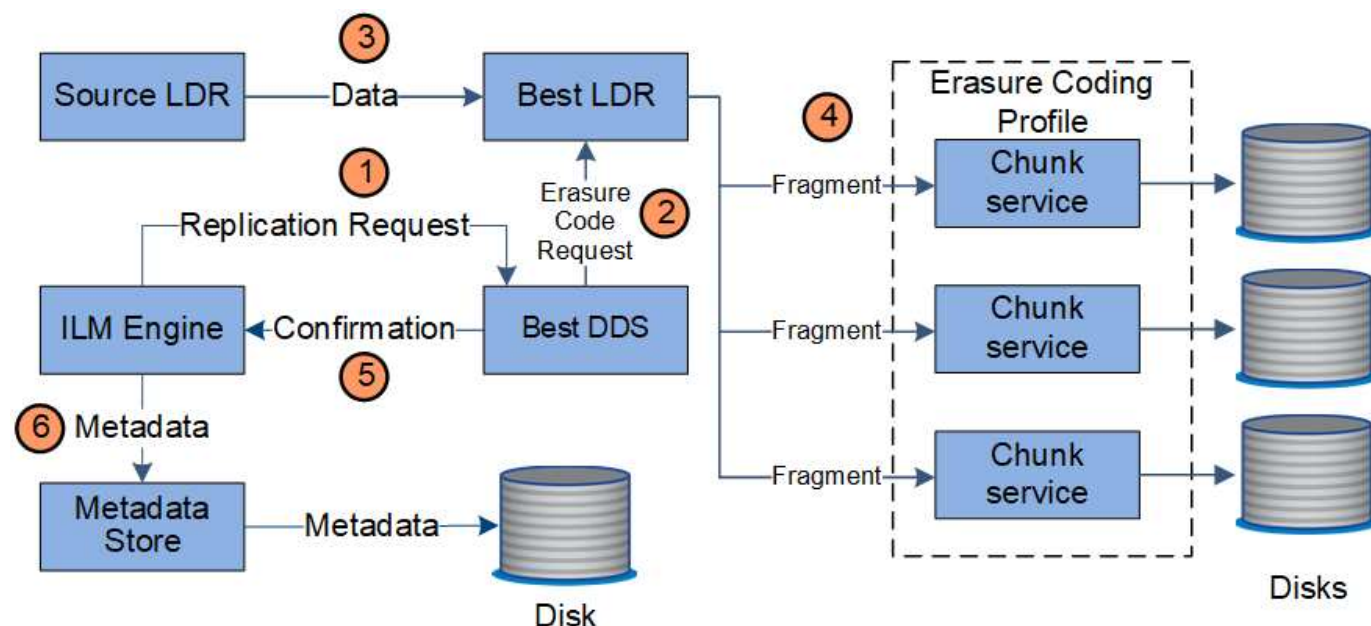 3
Source LDR
Data
Best LDR
4
Erasure Coding
Profile
Chunk
service
Fragment
1
Replication Request
Erasure
Code
Request
2
ILM Engine
Confirmation
Best DDS
5
Fragment
Chunk
service
6
Metadata
Fragment
Chunk
service
Metadata
Store
Metadata
Disk
Disks